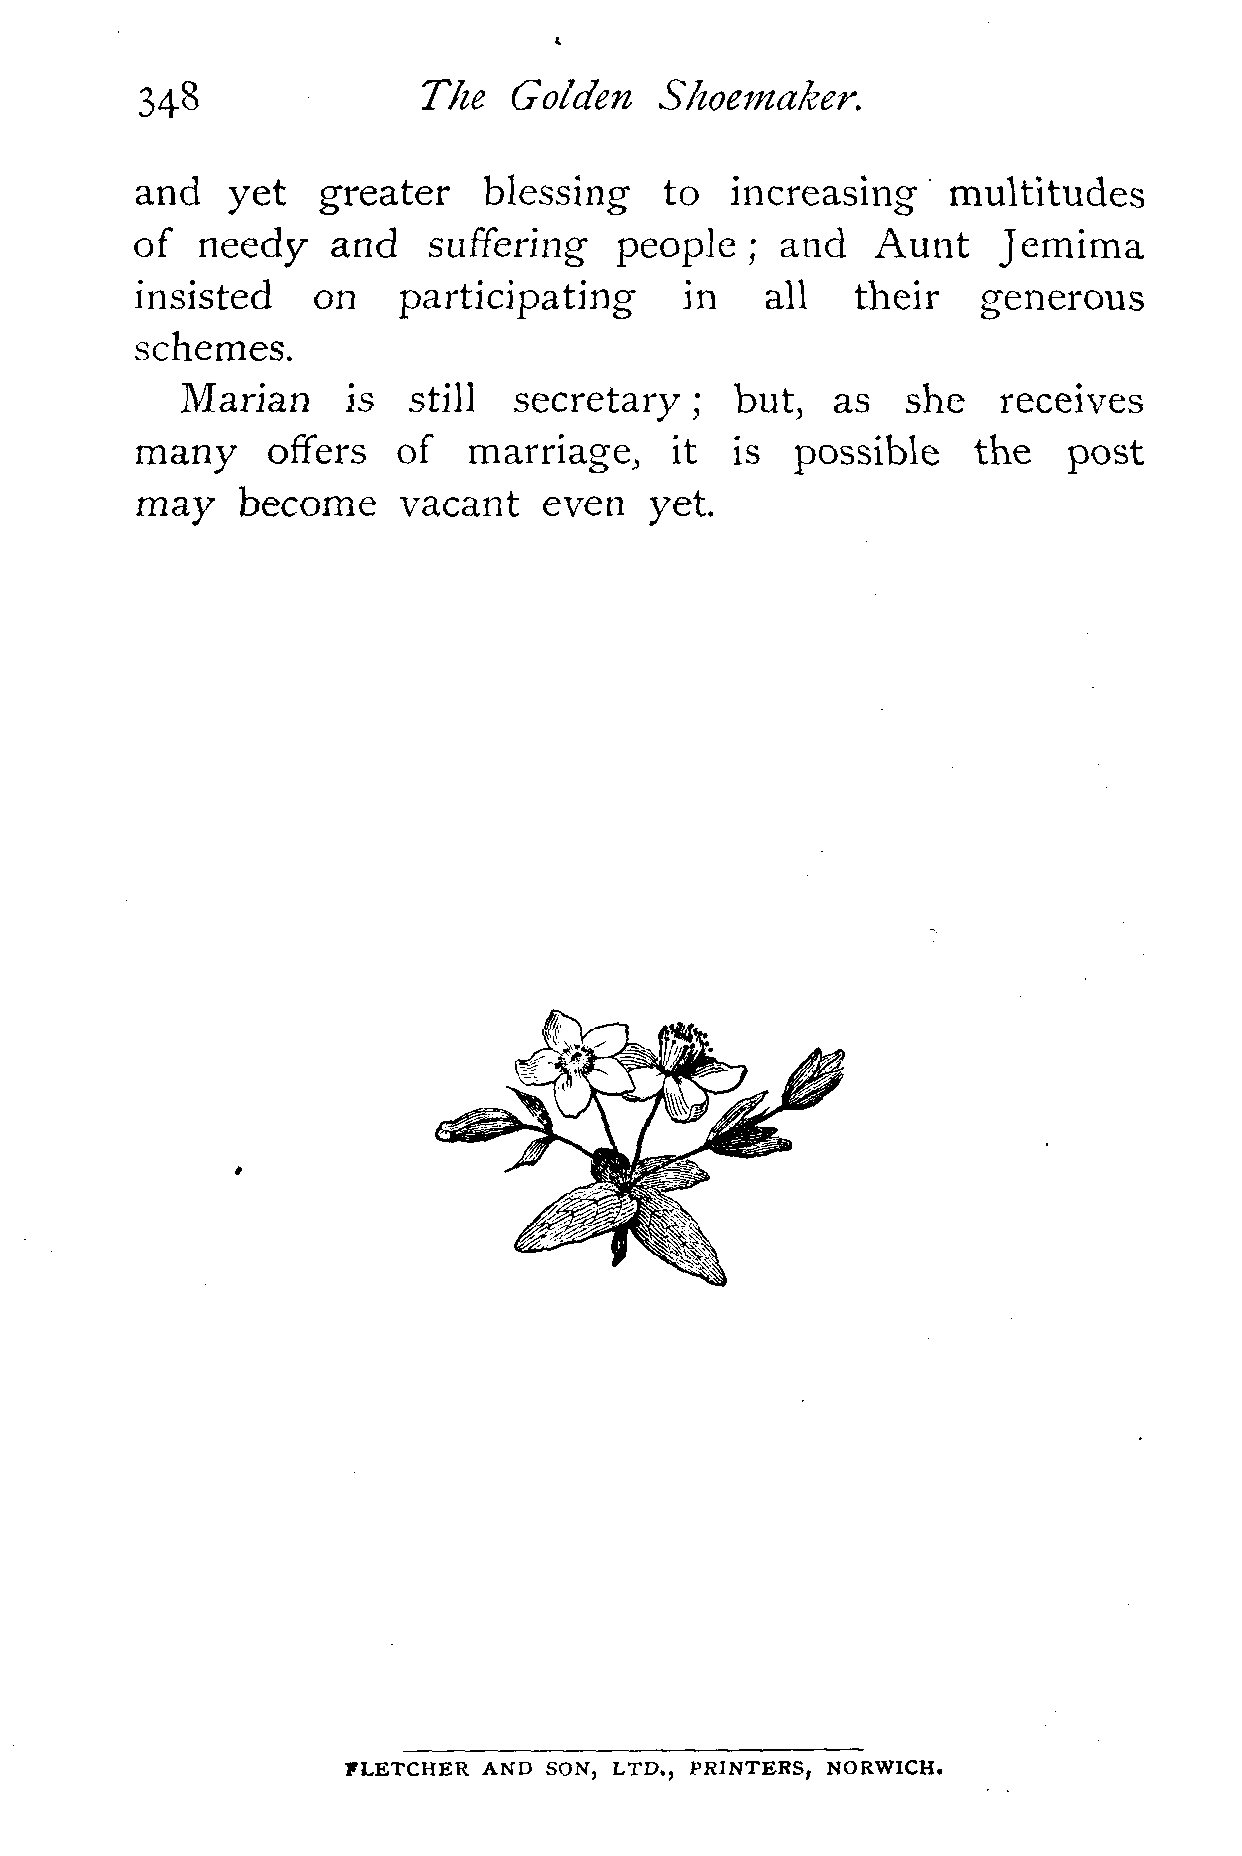 348 The Golden Shoemaker.
and yet greater blessing to increasing multitudes
of needy and suffering people ; and Aunt Jemima
insisted on participating in all their generous
schemes.
Marian is still secretary ; but, as she receives
many offers of marriage, it is possible the post
may become vacant even yet.
FLETCHER AND SON, LTD., PRINTERS, NORWICH.